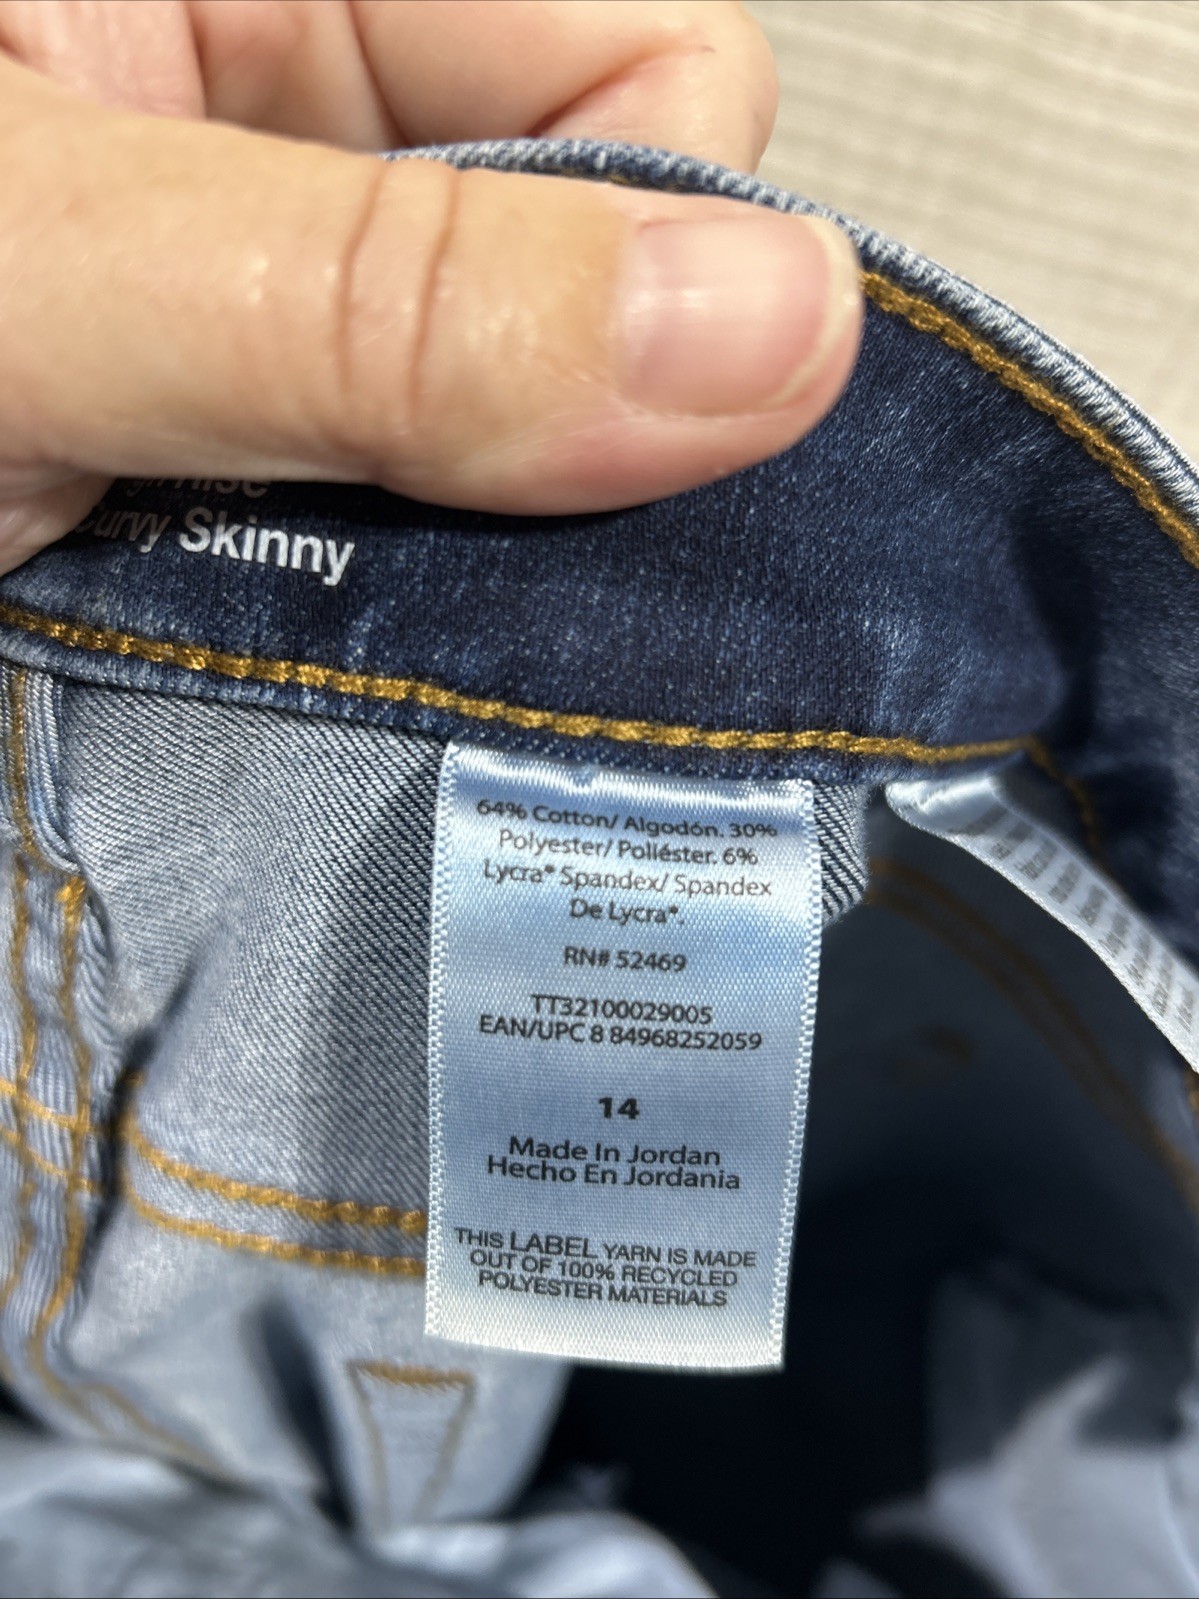 Curvy Skinny
64% Cotton/ Algodón. 30%
Polyester/ Poliéster. 6%
Lycra® Spandex/ Spandex
De Lycra®.
RN# 52469
TT32100029005
EAN/UPC 8 84968252059
14
Made In Jordan
Hecho En Jordania
THIS LABEL YARN IS MADE
OUT OF 100% RECYCLED
POLYESTER MATERIALS